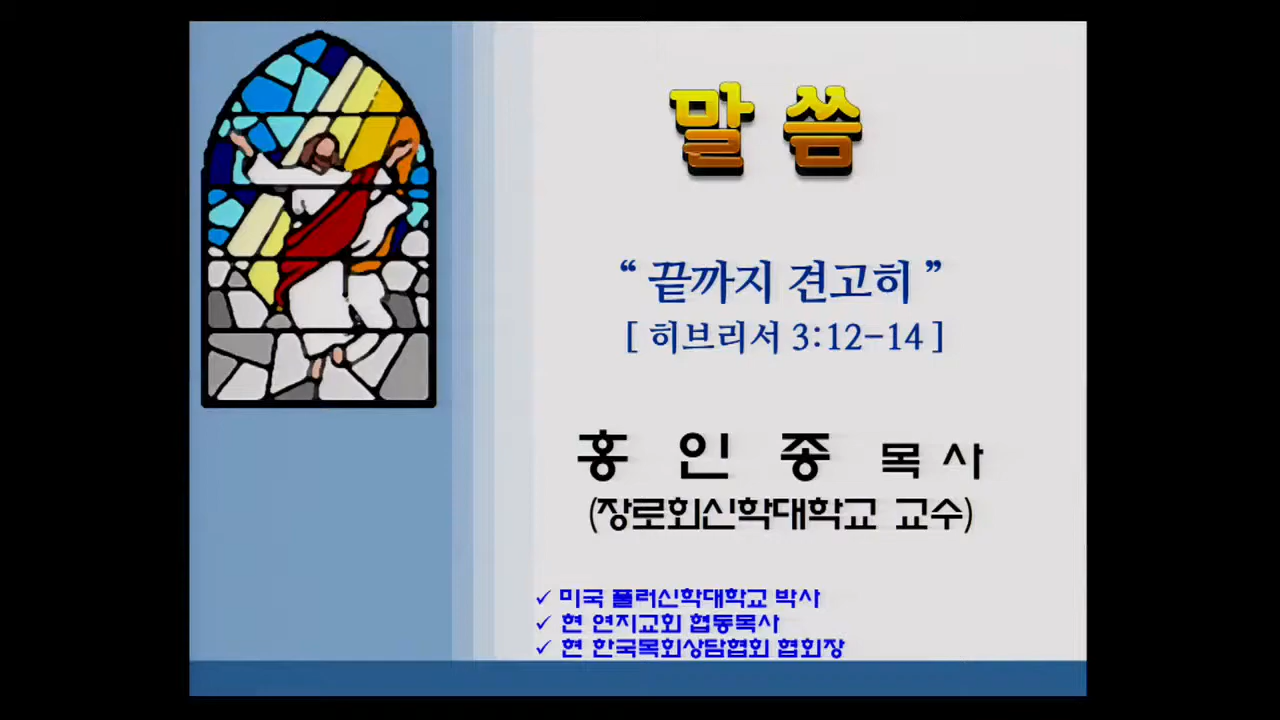 말씀
“ 끝까지 견고히 ”
[ 히브리서 3:12-14 ]
홍 인 종 목 사
(장로회신학대학교 교수)
✓ 미국 풀러신학대학교 박사
✓ 현 연지교회 협동목사
✓ 현 한국목회상담협회 협회장